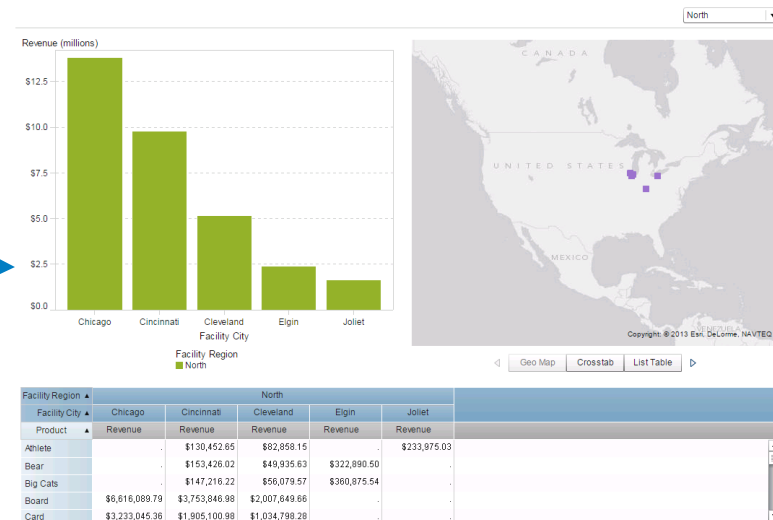 North
Revenue (millions)
$12.5
$10.0
$7.5
$5.0
$2.5
$0.0
Chicago Cincinnati Cleveland Elgin Joliet
Facility City
Facility Region
North
CANADA
UNITED STATES
MEXICO
VENEZUELA
Copyright: © 2013 Esri, DeLorme, NAVTEQ
Geo Map Crosstab List Table
Facility Region North
Facility City Chicago Cincinnati Cleveland Elgin Joliet
Product Revenue Revenue Revenue Revenue Revenue
Athlete . $130,452.65 $82,858.15 . $233,975.03
Bear . $153,426.02 $49,935.63 $322,890.50 .
Big Cats . $147,216.22 $56,079.57 $360,875.54 .
Board $6,616,089.79 $3,753,846.98 $2,007,649.66 . .
Card $3,233,045.36 $1,905,100.98 $1,034,798.28 . .